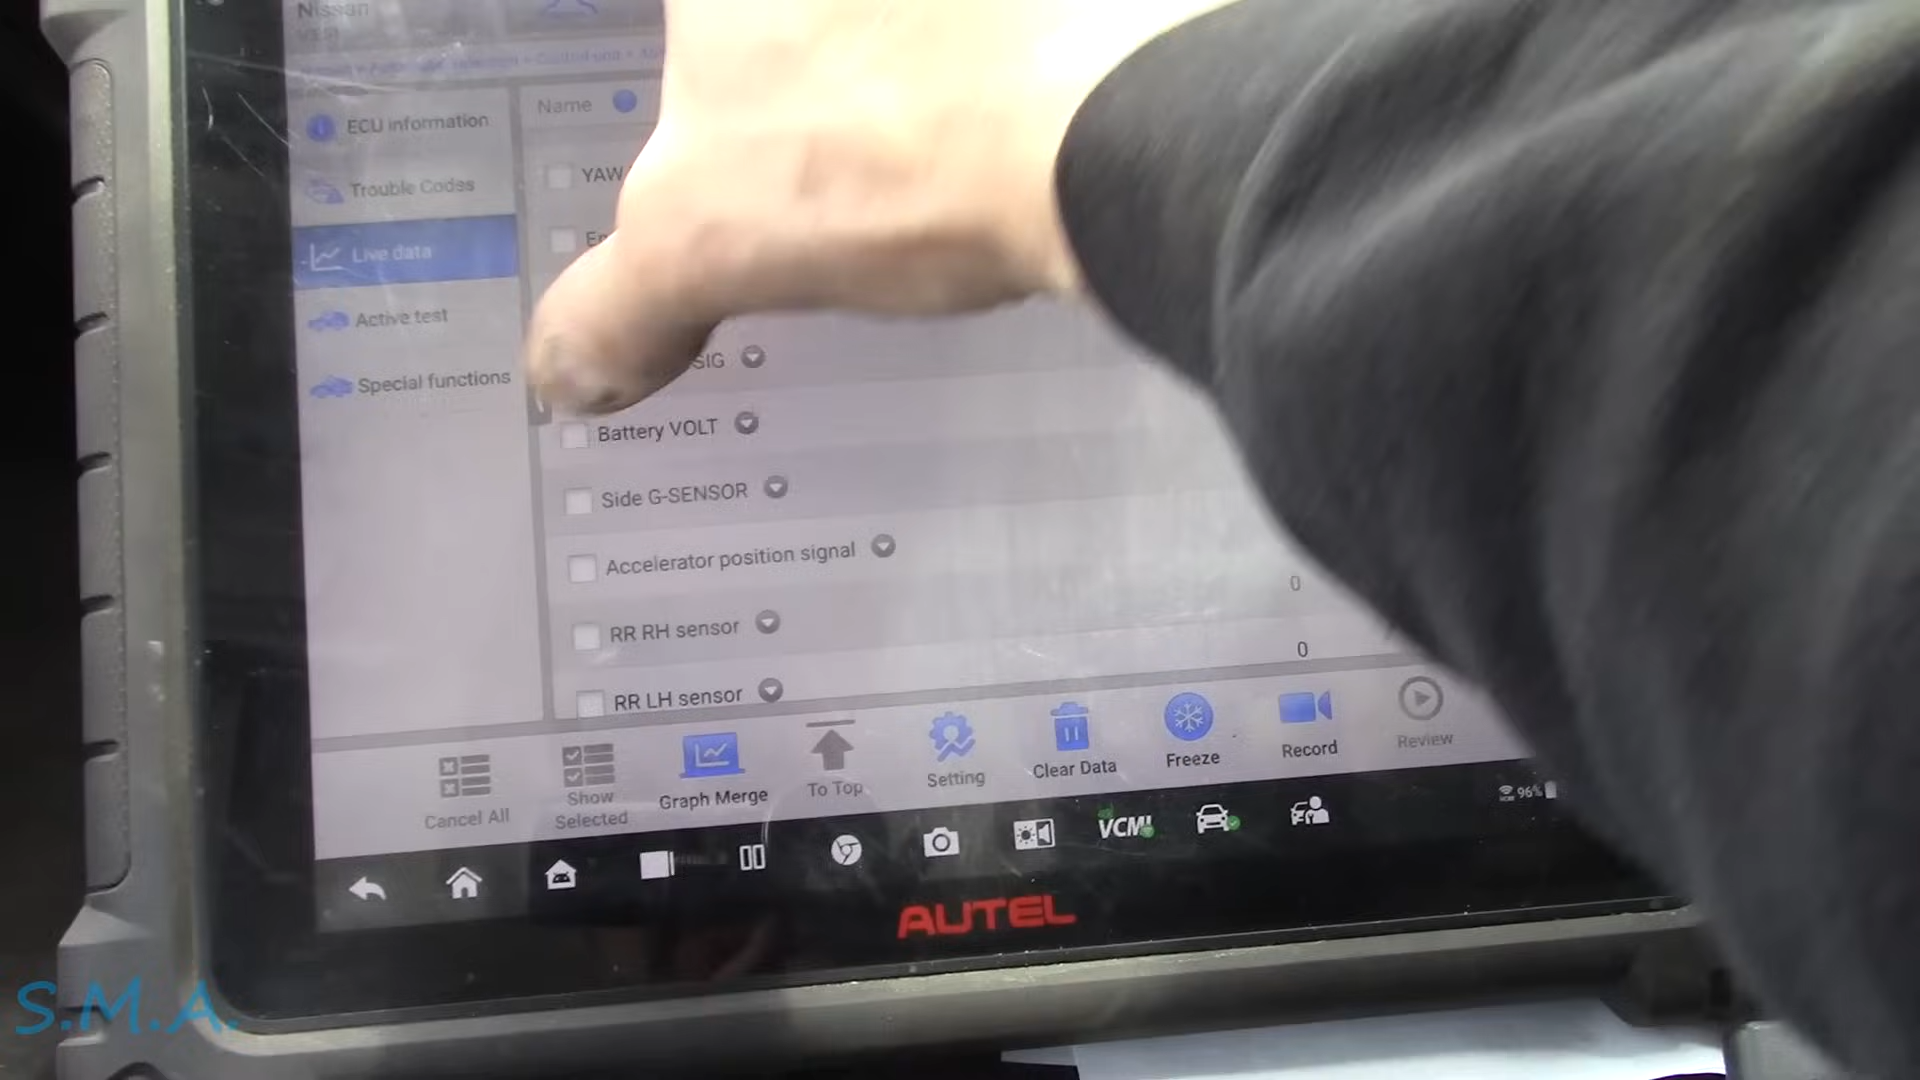 Nissan
ECU information
Trouble Codes
Live data
Active test
Special functions
Name
YAW
SIG
Battery VOLT
Side G-SENSOR
Accelerator position signal
RR RH sensor
0
RR LH sensor
0
Cancel All
Show Selected
Graph Merge
To Top
Setting
Clear Data
Freeze
Record
Review
VCMI
96%
AUTEL
S.M.A.